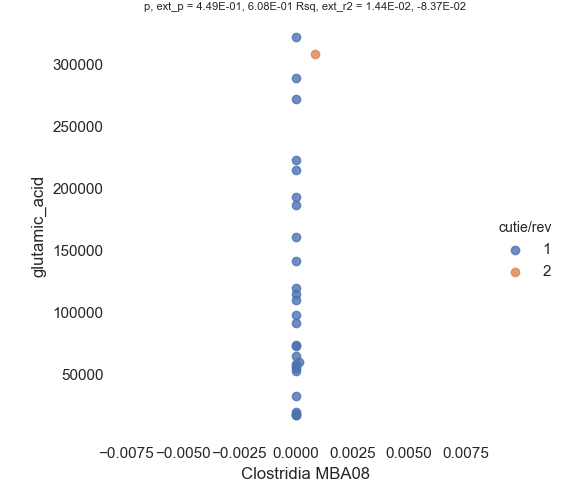 p, ext_p = 4.49E-01, 6.08E-01 Rsq, ext_r2 = 1.44E-02, -8.37E-02
300000
250000
200000
150000
100000
50000
glutamic_acid
cutie/rev
1
2
−0.0075 −0.0050 −0.0025 0.0000 0.0025 0.0050 0.0075
Clostridia MBA08